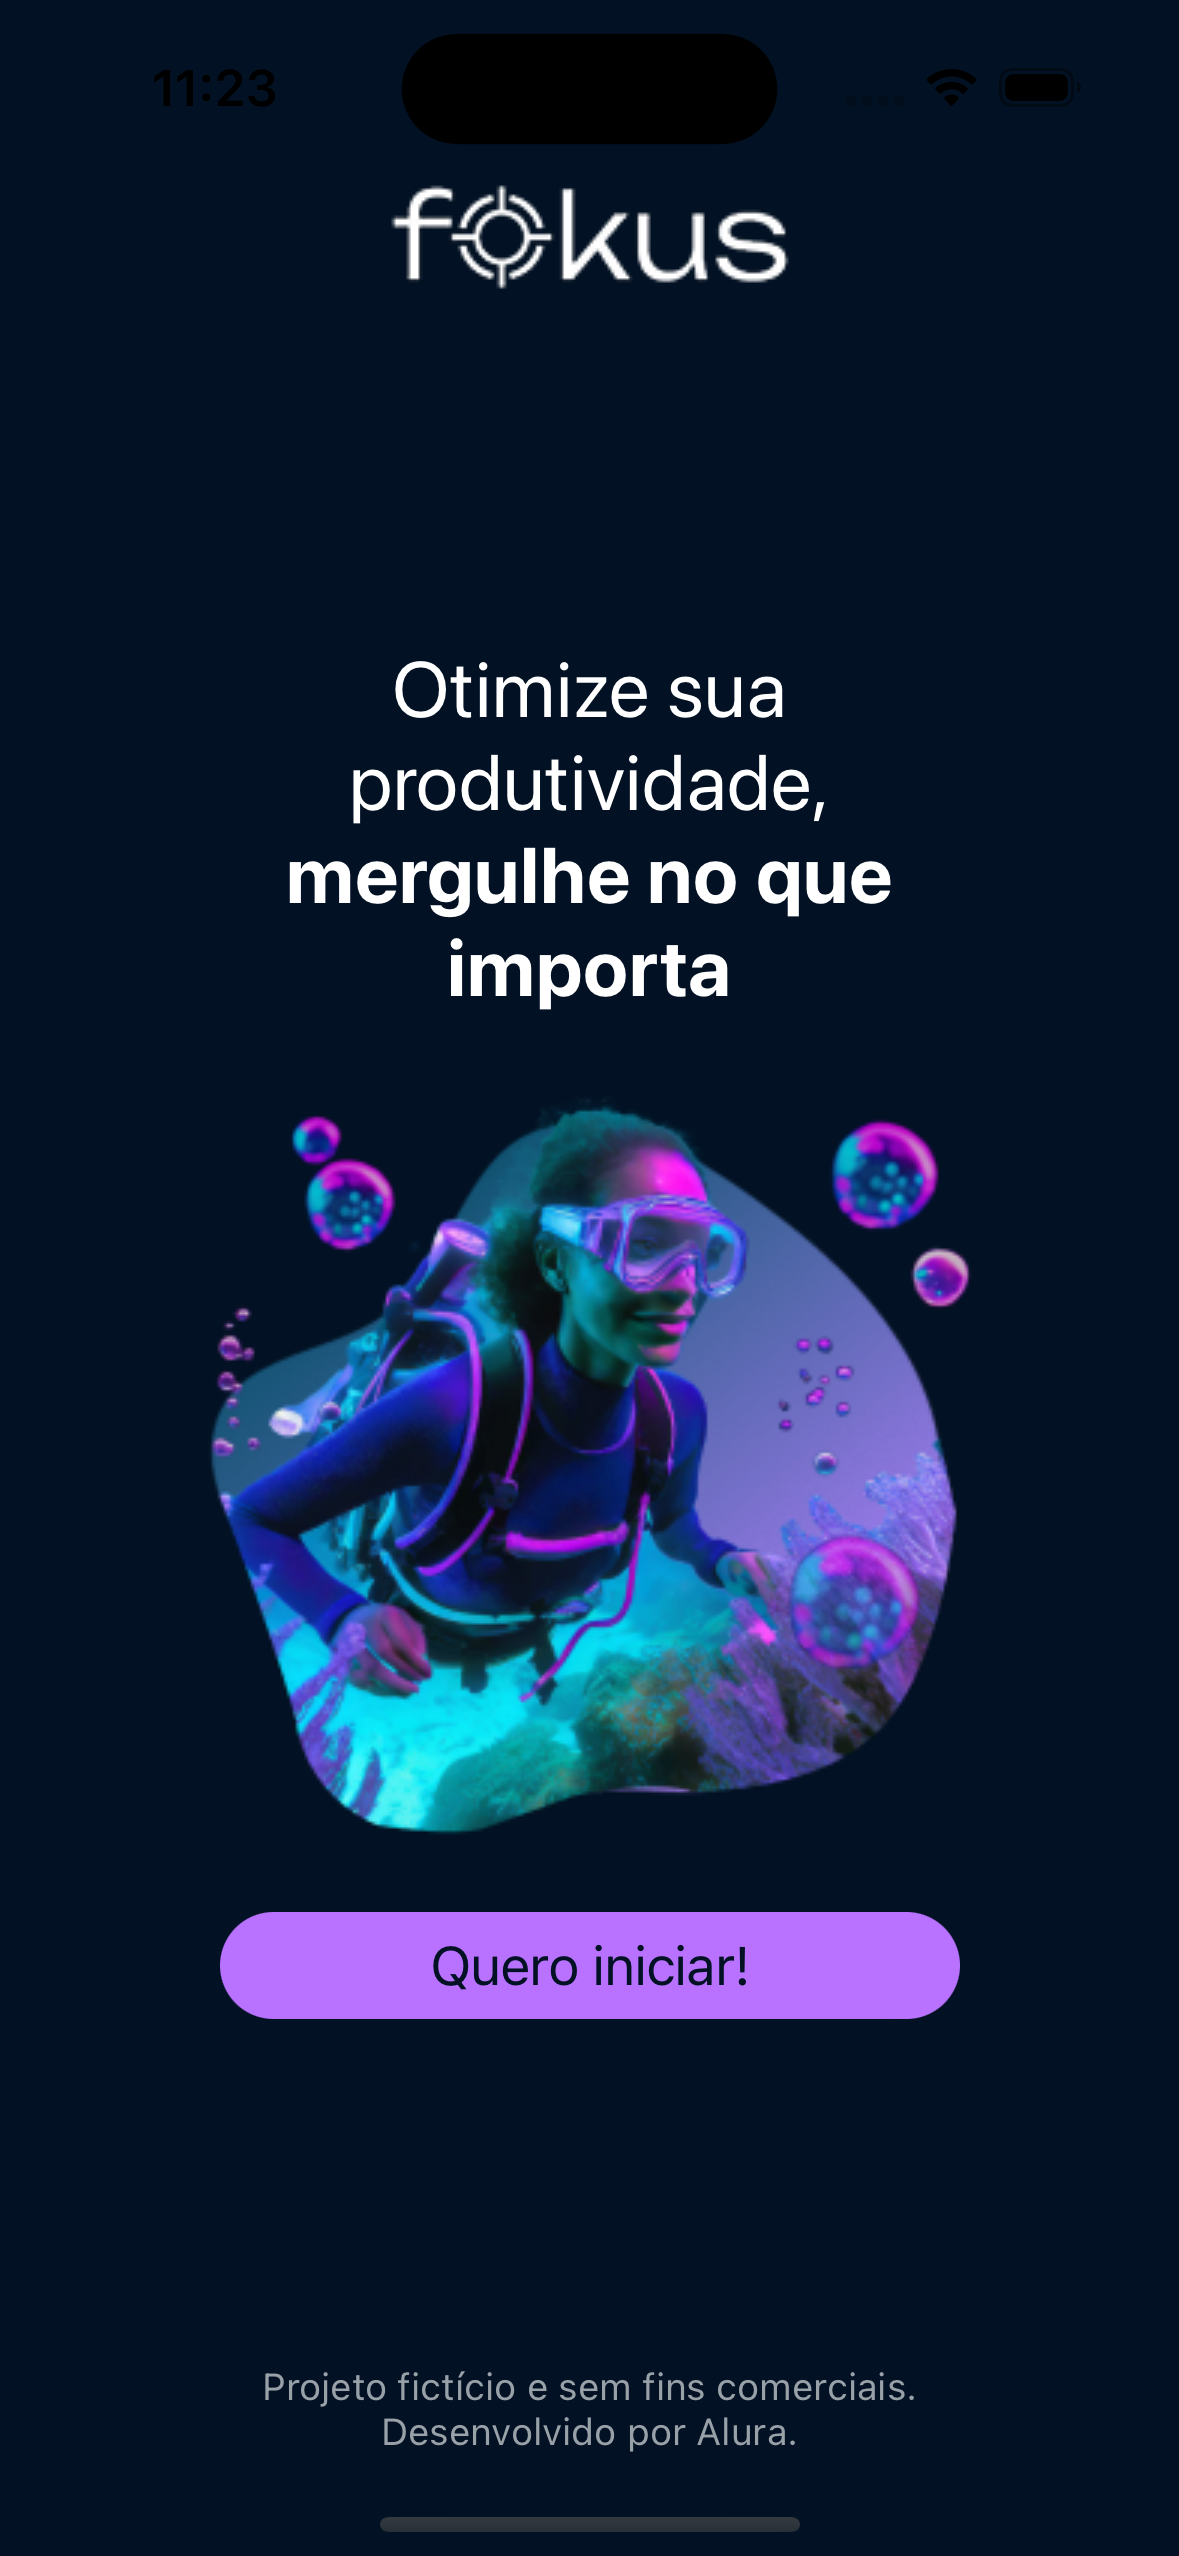 11:23
fokus
Otimize sua
produtividade,
mergulhe no que
importa
Quero iniciar!
Projeto fictício e sem fins comerciais.
Desenvolvido por Alura.